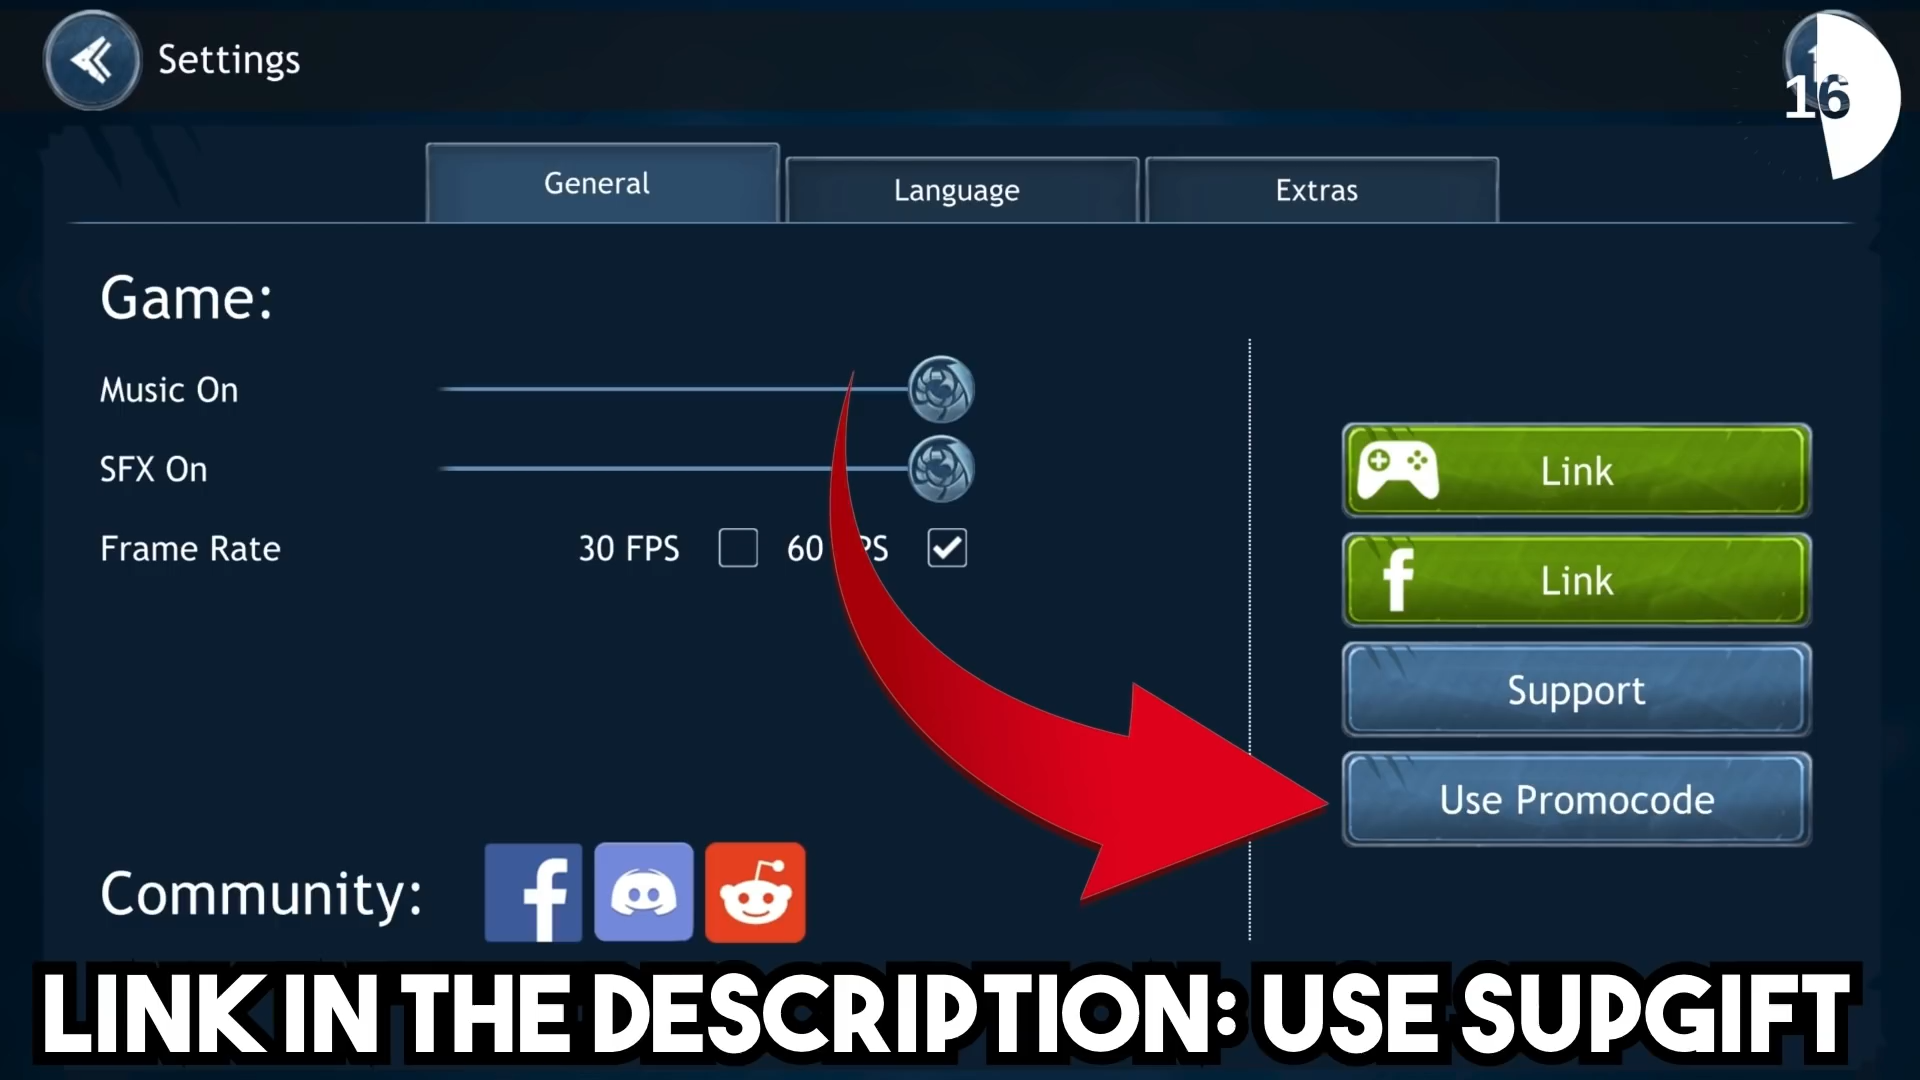 Settings
16
General
Language
Extras
Game:
Music On
SFX On
Frame Rate 30 FPS 60 PS
Link
Link
Support
Use Promocode
Community:
LINK IN THE DESCRIPTION: USE SUPGIFT